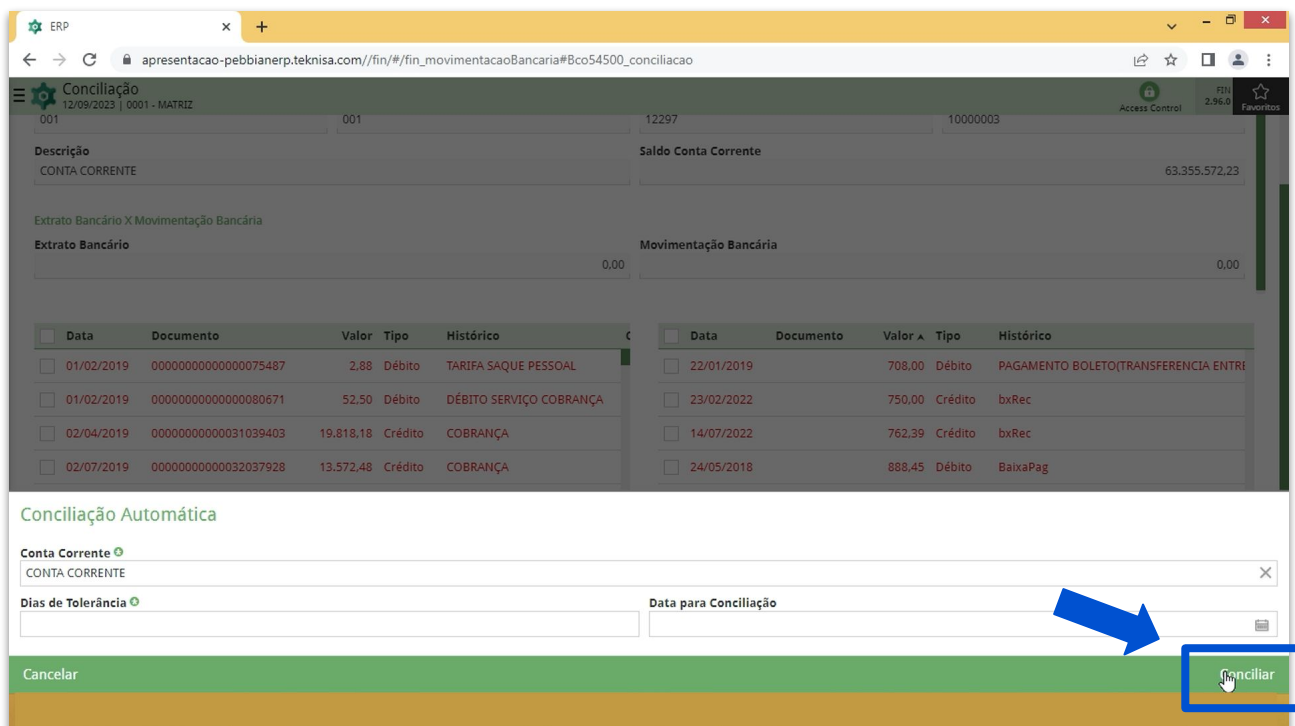 ERP
apresentacao-pebbianerp.teknisa.com//fin/#/fin_movimentacaoBancaria#Bco54500_conciliacao
Conciliação
12/09/2023 | 0001 - MATRIZ
Access Control
FIN
2.96.0
Favoritos
001 001 12297 10000003
Descrição Saldo Conta Corrente
CONTA CORRENTE 63.355.572,23
Extrato Bancário X Movimentação Bancária
Extrato Bancário Movimentação Bancária
0,00 0,00
Data Documento Valor Tipo Histórico Data Documento Valor Tipo Histórico
01/02/2019 00000000000000075487 2,88 Débito TARIFA SAQUE PESSOAL 22/01/2019 708,00 Débito PAGAMENTO BOLETO(TRANSFERENCIA ENTRE
01/02/2019 00000000000000080671 52,50 Débito DÉBITO SERVIÇO COBRANÇA 23/02/2022 750,00 Crédito bxRec
02/04/2019 00000000000031039403 19.818,18 Crédito COBRANÇA 14/07/2022 762,39 Crédito bxRec
02/07/2019 00000000000032037928 13.572,48 Crédito COBRANÇA 24/05/2018 888,45 Débito BaixaPag
Conciliação Automática
Conta Corrente
CONTA CORRENTE
Dias de Tolerância Data para Conciliação
Cancelar Conciliar